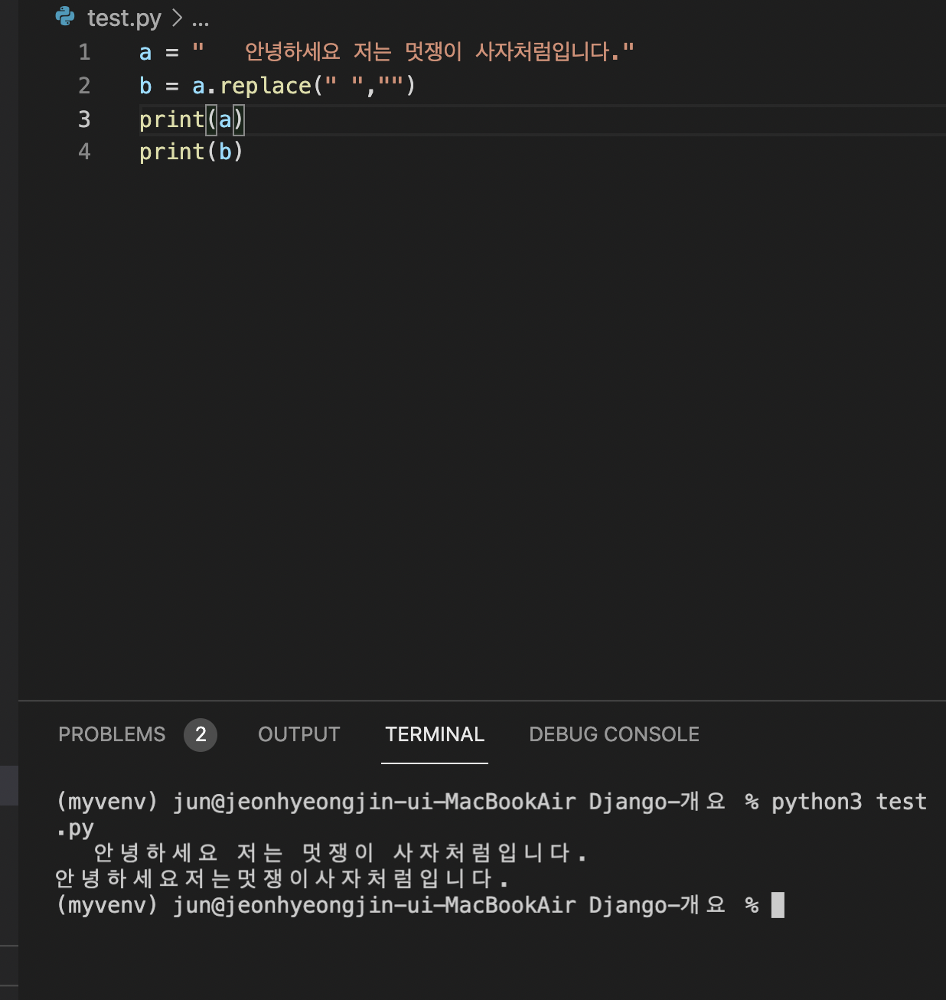 test.py > ...
1 a = "   안녕하세요 저는 멋쟁이 사자처럼입니다."
2 b = a.replace(" ","")
3 print(a)
4 print(b)
PROBLEMS 2 OUTPUT TERMINAL DEBUG CONSOLE
(myvenv) jun@jeonhyeongjin-ui-MacBookAir Django-개요 % python3 test
.py
   안녕하세요 저는 멋쟁이 사자처럼입니다.
안녕하세요저는멋쟁이사자처럼입니다.
(myvenv) jun@jeonhyeongjin-ui-MacBookAir Django-개요 %